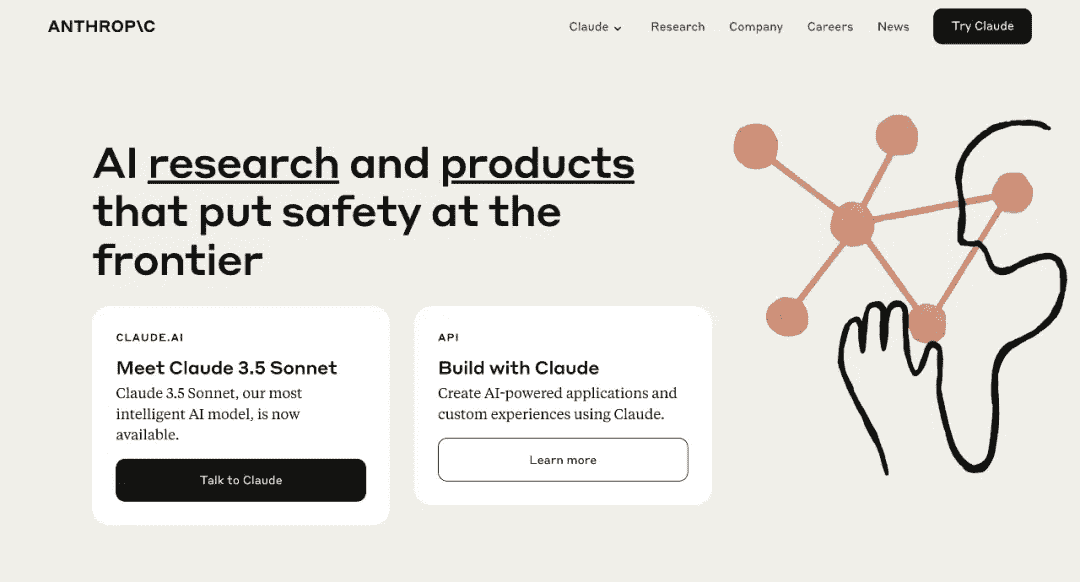 ANTHROP\C
Claude
Research
Company
Careers
News
Try Claude
AI research and products
that put safety at the
frontier
CLAUDE.AI
Meet Claude 3.5 Sonnet
Claude 3.5 Sonnet, our most
intelligent AI model, is now
available.
Talk to Claude
API
Build with Claude
Create AI-powered applications and
custom experiences using Claude.
Learn more